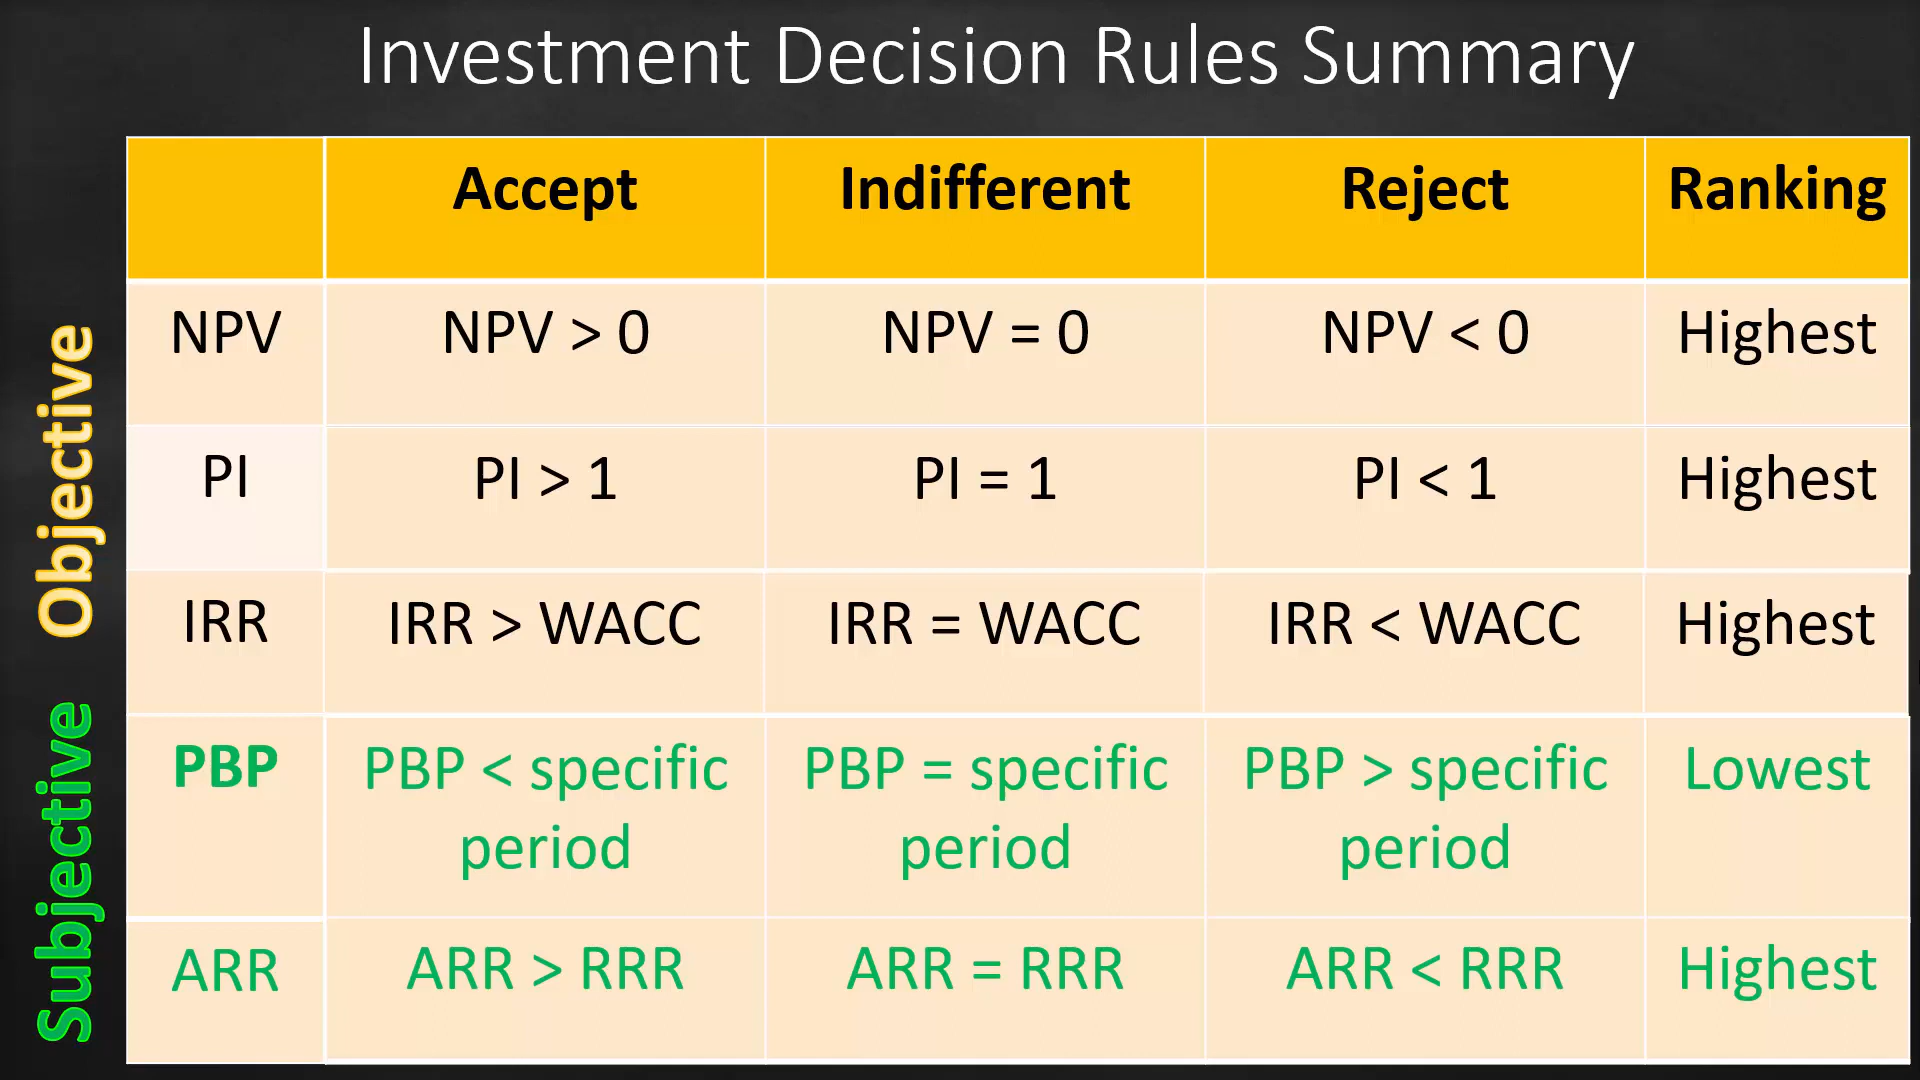 Investment Decision Rules Summary
Accept Indifferent Reject Ranking
Objective
NPV NPV > 0 NPV = 0 NPV < 0 Highest
PI PI > 1 PI = 1 PI < 1 Highest
IRR IRR > WACC IRR = WACC IRR < WACC Highest
Subjective
PBP PBP < specific PBP = specific PBP > specific Lowest
period period period
ARR ARR > RRR ARR = RRR ARR < RRR Highest